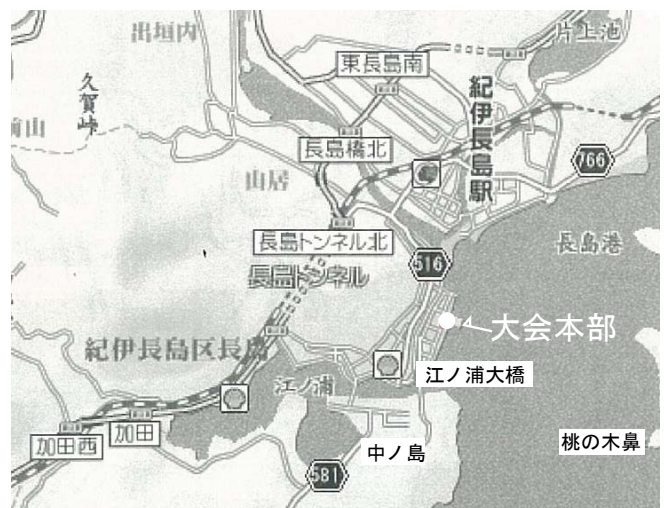 出垣内
片上池
東長島南
久賀峠
前山
紀伊長島駅
長島橋北
766
山居
長島トンネル北
長島港
516
長島トンネル
大会本部
紀伊長島区長島
江ノ浦大橋
江ノ浦
加田西
加田
中ノ島
桃の木鼻
581